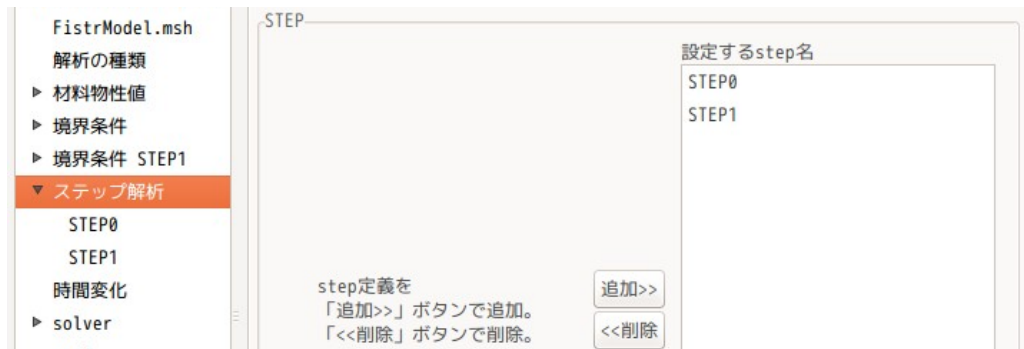 FistrModel.msh
解析の種類
材料物性値
境界条件
境界条件 STEP1
ステップ解析
STEP0
STEP1
時間変化
solver
STEP
設定するstep名
STEP0
STEP1
step定義を
「追加>>」ボタンで追加。
「<<削除」ボタンで削除。
追加>>
<<削除